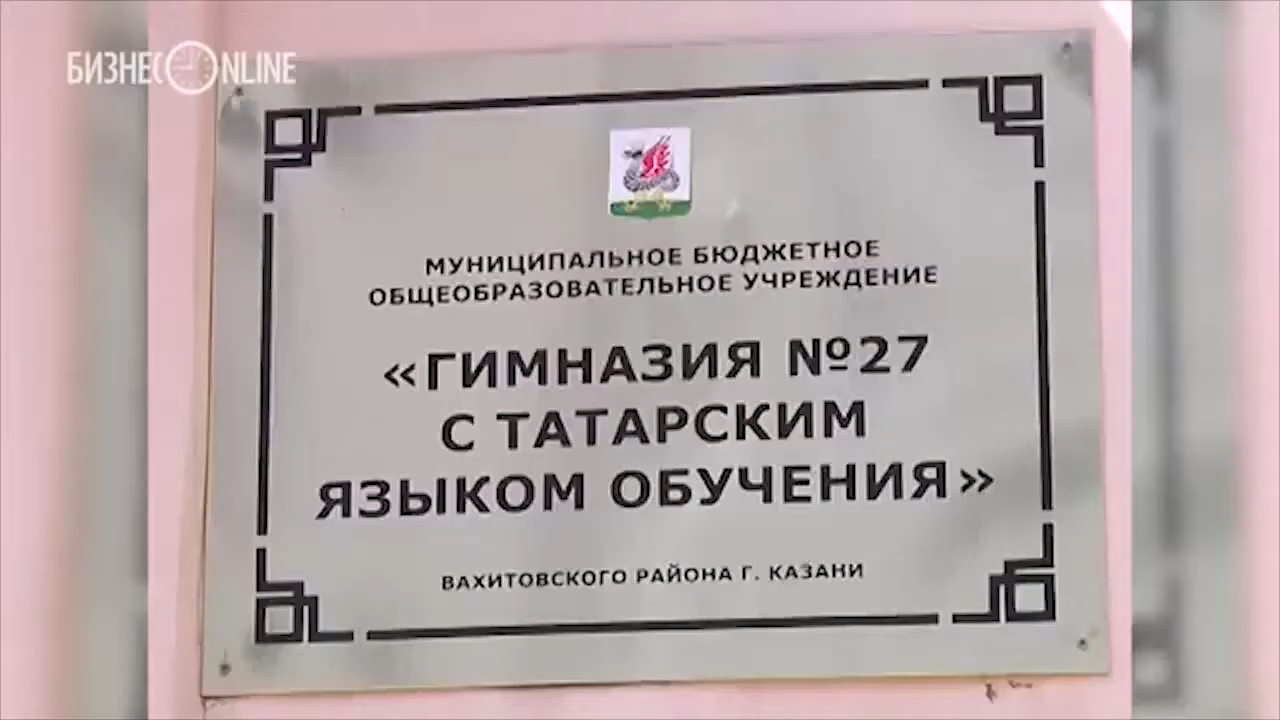 БИЗНЕС ONLINE
МУНИЦИПАЛЬНОЕ БЮДЖЕТНОЕ
ОБЩЕОБРАЗОВАТЕЛЬНОЕ УЧРЕЖДЕНИЕ
«ГИМНАЗИЯ №27
С ТАТАРСКИМ
ЯЗЫКОМ ОБУЧЕНИЯ»
ВАХИТОВСКОГО РАЙОНА Г. КАЗАНИ